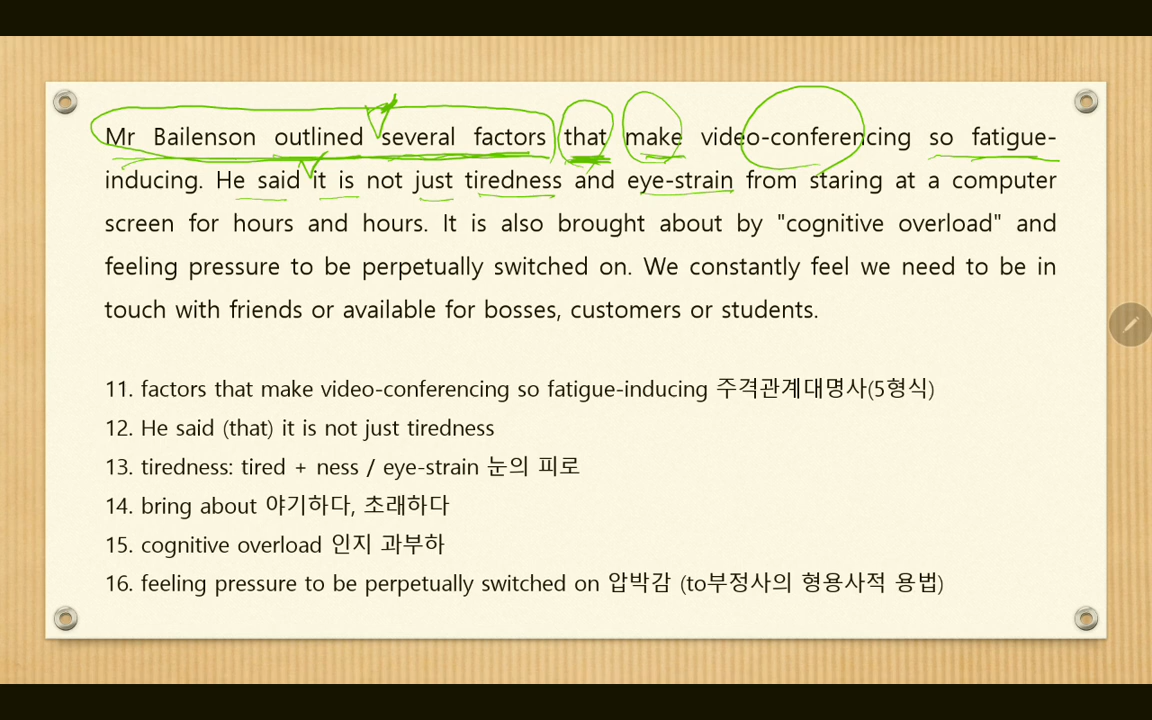 Mr Bailenson outlined several factors that make video-conferencing so fatigue-
inducing. He said it is not just tiredness and eye-strain from staring at a computer
screen for hours and hours. It is also brought about by "cognitive overload" and
feeling pressure to be perpetually switched on. We constantly feel we need to be in
touch with friends or available for bosses, customers or students.
11. factors that make video-conferencing so fatigue-inducing 주격관계대명사(5형식)
12. He said (that) it is not just tiredness
13. tiredness: tired + ness / eye-strain 눈의 피로
14. bring about 야기하다, 초래하다
15. cognitive overload 인지 과부하
16. feeling pressure to be perpetually switched on 압박감 (to부정사의 형용사적 용법)